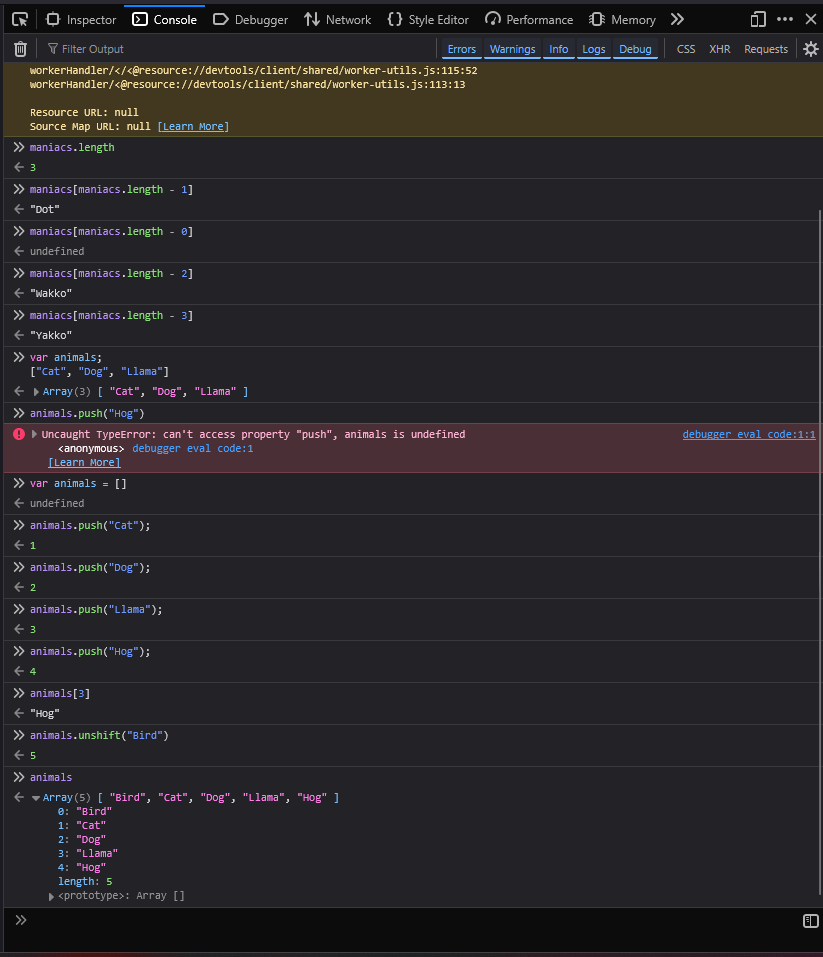 Inspector Console Debugger Network Style Editor Performance Memory
Filter Output Errors Warnings Info Logs Debug CSS XHR Requests
workerHandler/</<@resource://devtools/client/shared/worker-utils.js:115:52
workerHandler/<@resource://devtools/client/shared/worker-utils.js:113:13
Resource URL: null
Source Map URL: null [Learn More]
maniacs.length
3
maniacs[maniacs.length - 1]
"Dot"
maniacs[maniacs.length - 0]
undefined
maniacs[maniacs.length - 2]
"Wakko"
maniacs[maniacs.length - 3]
"Yakko"
var animals;
["Cat", "Dog", "Llama"]
Array(3) [ "Cat", "Dog", "Llama" ]
animals.push("Hog")
Uncaught TypeError: can't access property "push", animals is undefined debugger eval code:1:1
<anonymous> debugger eval code:1
[Learn More]
var animals = []
undefined
animals.push("Cat");
1
animals.push("Dog");
2
animals.push("Llama");
3
animals.push("Hog");
4
animals[3]
"Hog"
animals.unshift("Bird")
5
animals
Array(5) [ "Bird", "Cat", "Dog", "Llama", "Hog" ]
0: "Bird"
1: "Cat"
2: "Dog"
3: "Llama"
4: "Hog"
length: 5
<prototype>: Array []